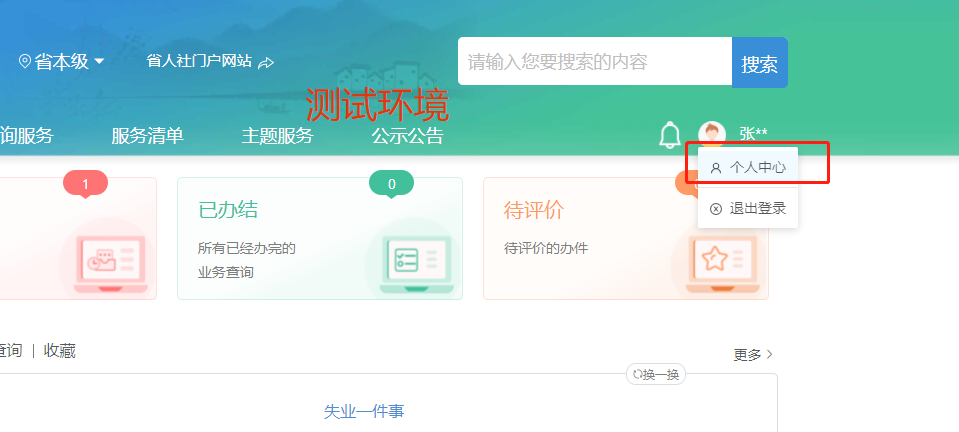 省本级
省人社门户网站
请输入您要搜索的内容
搜索
测试环境
询服务
服务清单
主题服务
公示公告
张**
个人中心
退出登录
1
0
已办结
所有已经办完的
业务查询
待评价
待评价的办件
查询 | 收藏
更多
换一换
失业一件事